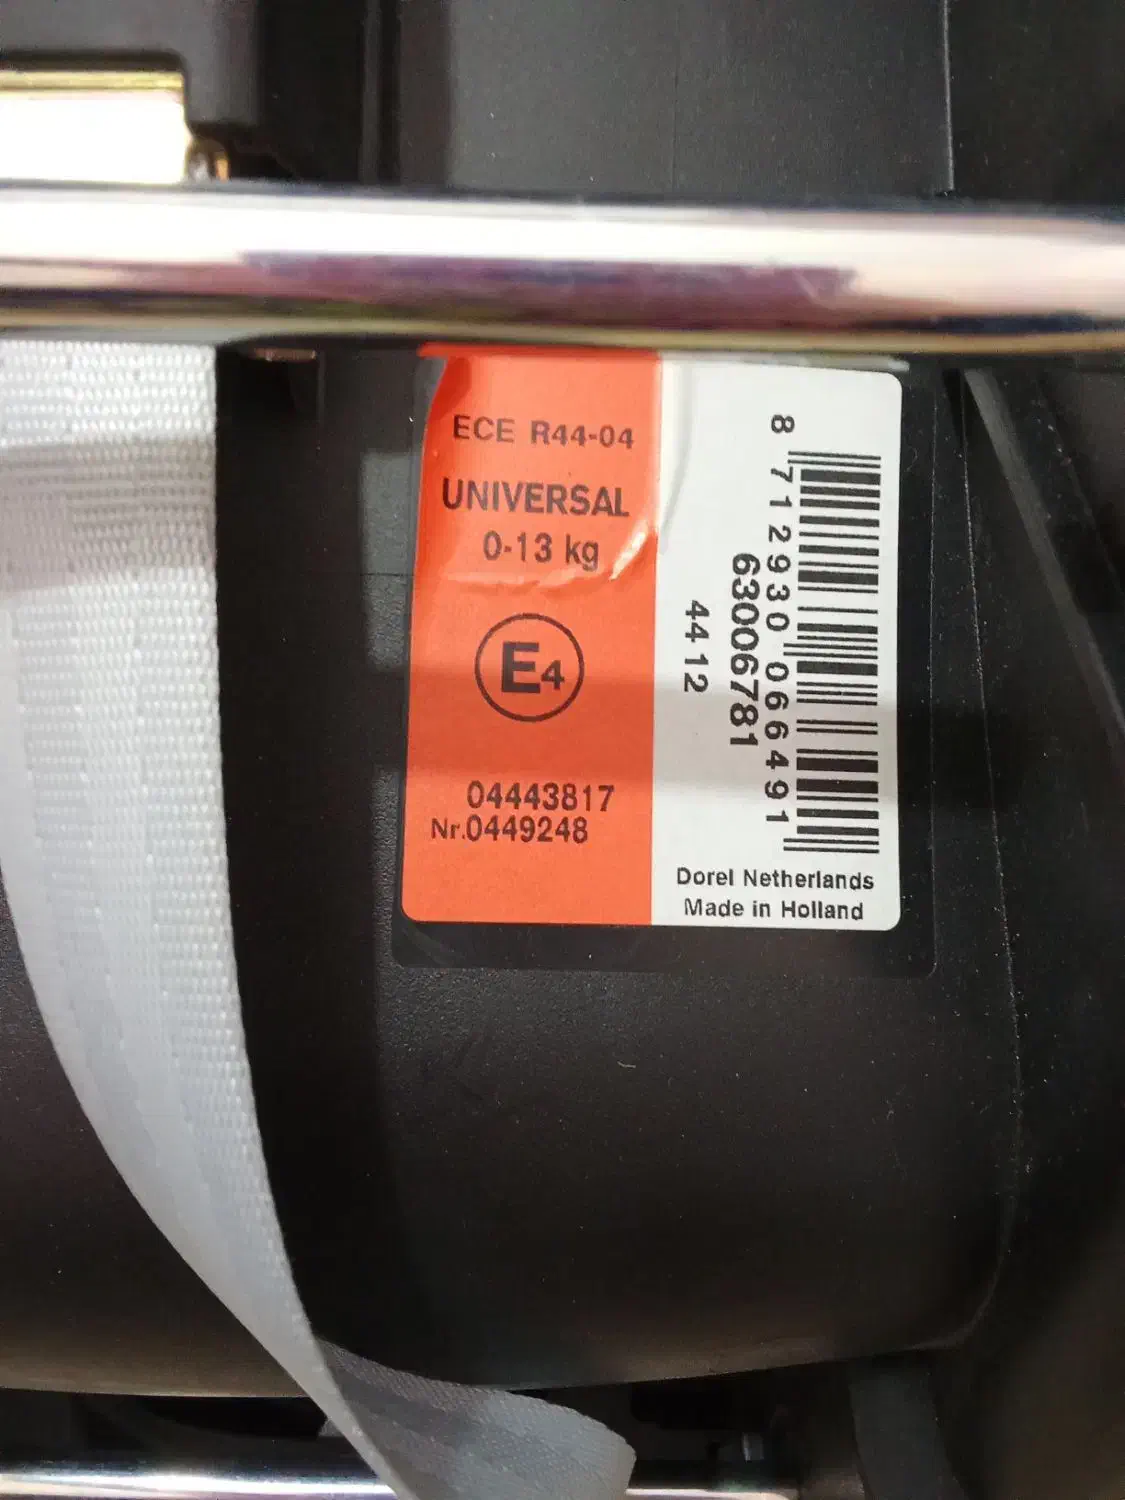 ECE R44-04
UNIVERSAL
0-13 kg
E4
04443817
Nr.0449248
8 712930 066491
63006781
44 12
Dorel Netherlands
Made in Holland